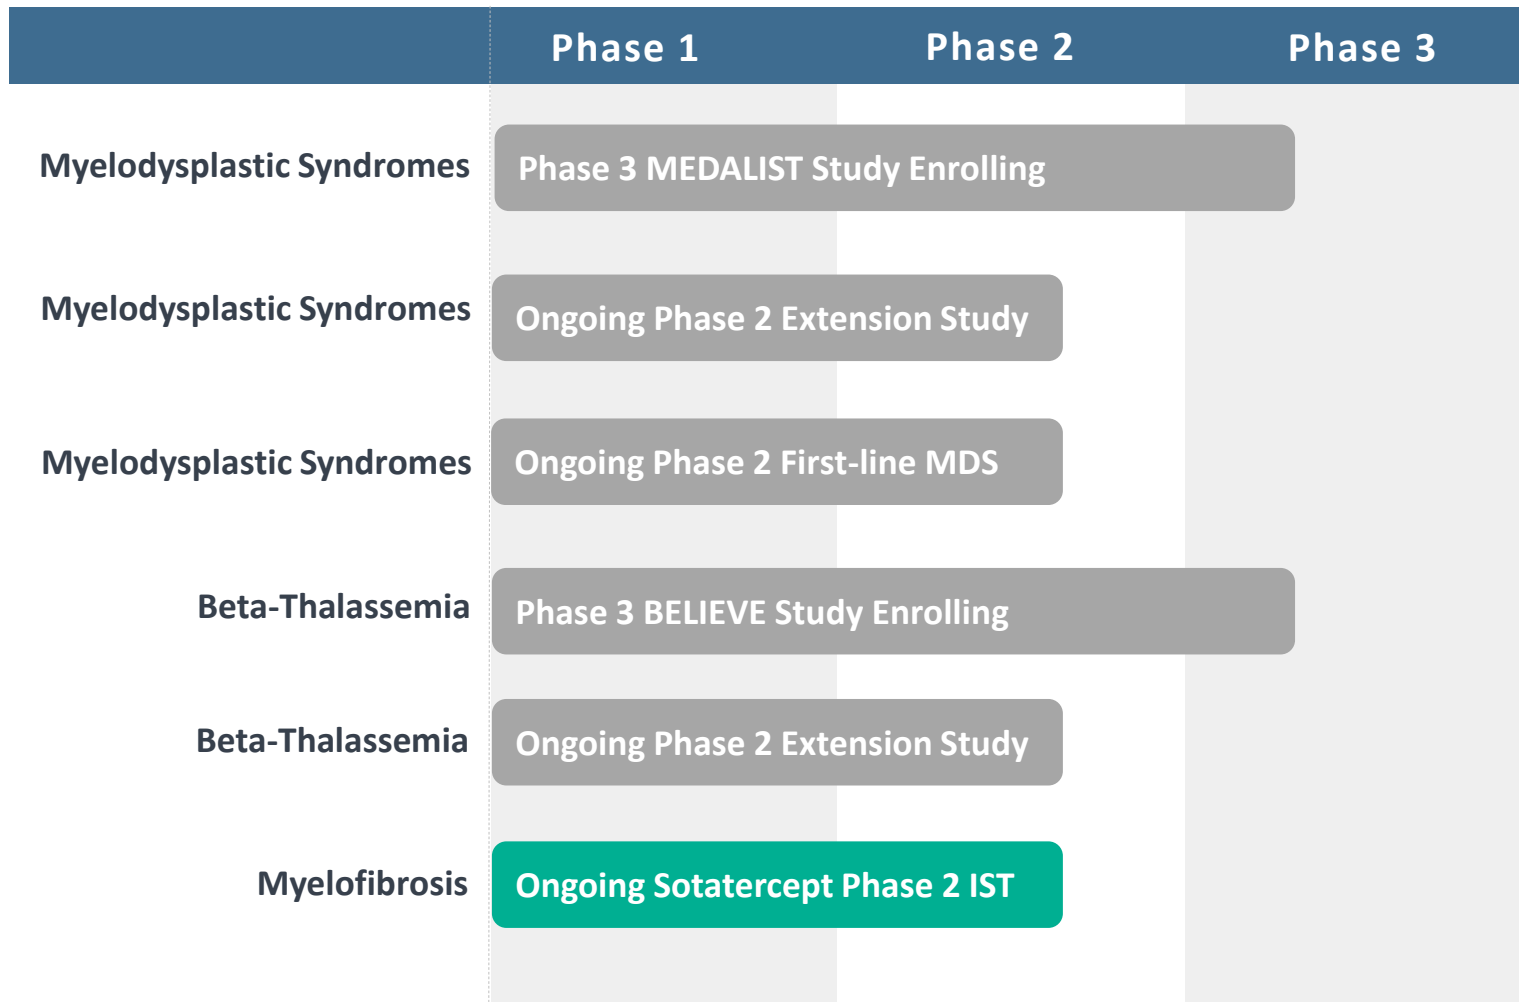 Phase 1 Phase 2 Phase 3
Myelodysplastic Syndromes Phase 3 MEDALIST Study Enrolling
Myelodysplastic Syndromes Ongoing Phase 2 Extension Study
Myelodysplastic Syndromes Ongoing Phase 2 First-line MDS
Beta-Thalassemia Phase 3 BELIEVE Study Enrolling
Beta-Thalassemia Ongoing Phase 2 Extension Study
Myelofibrosis Ongoing Sotatercept Phase 2 IST